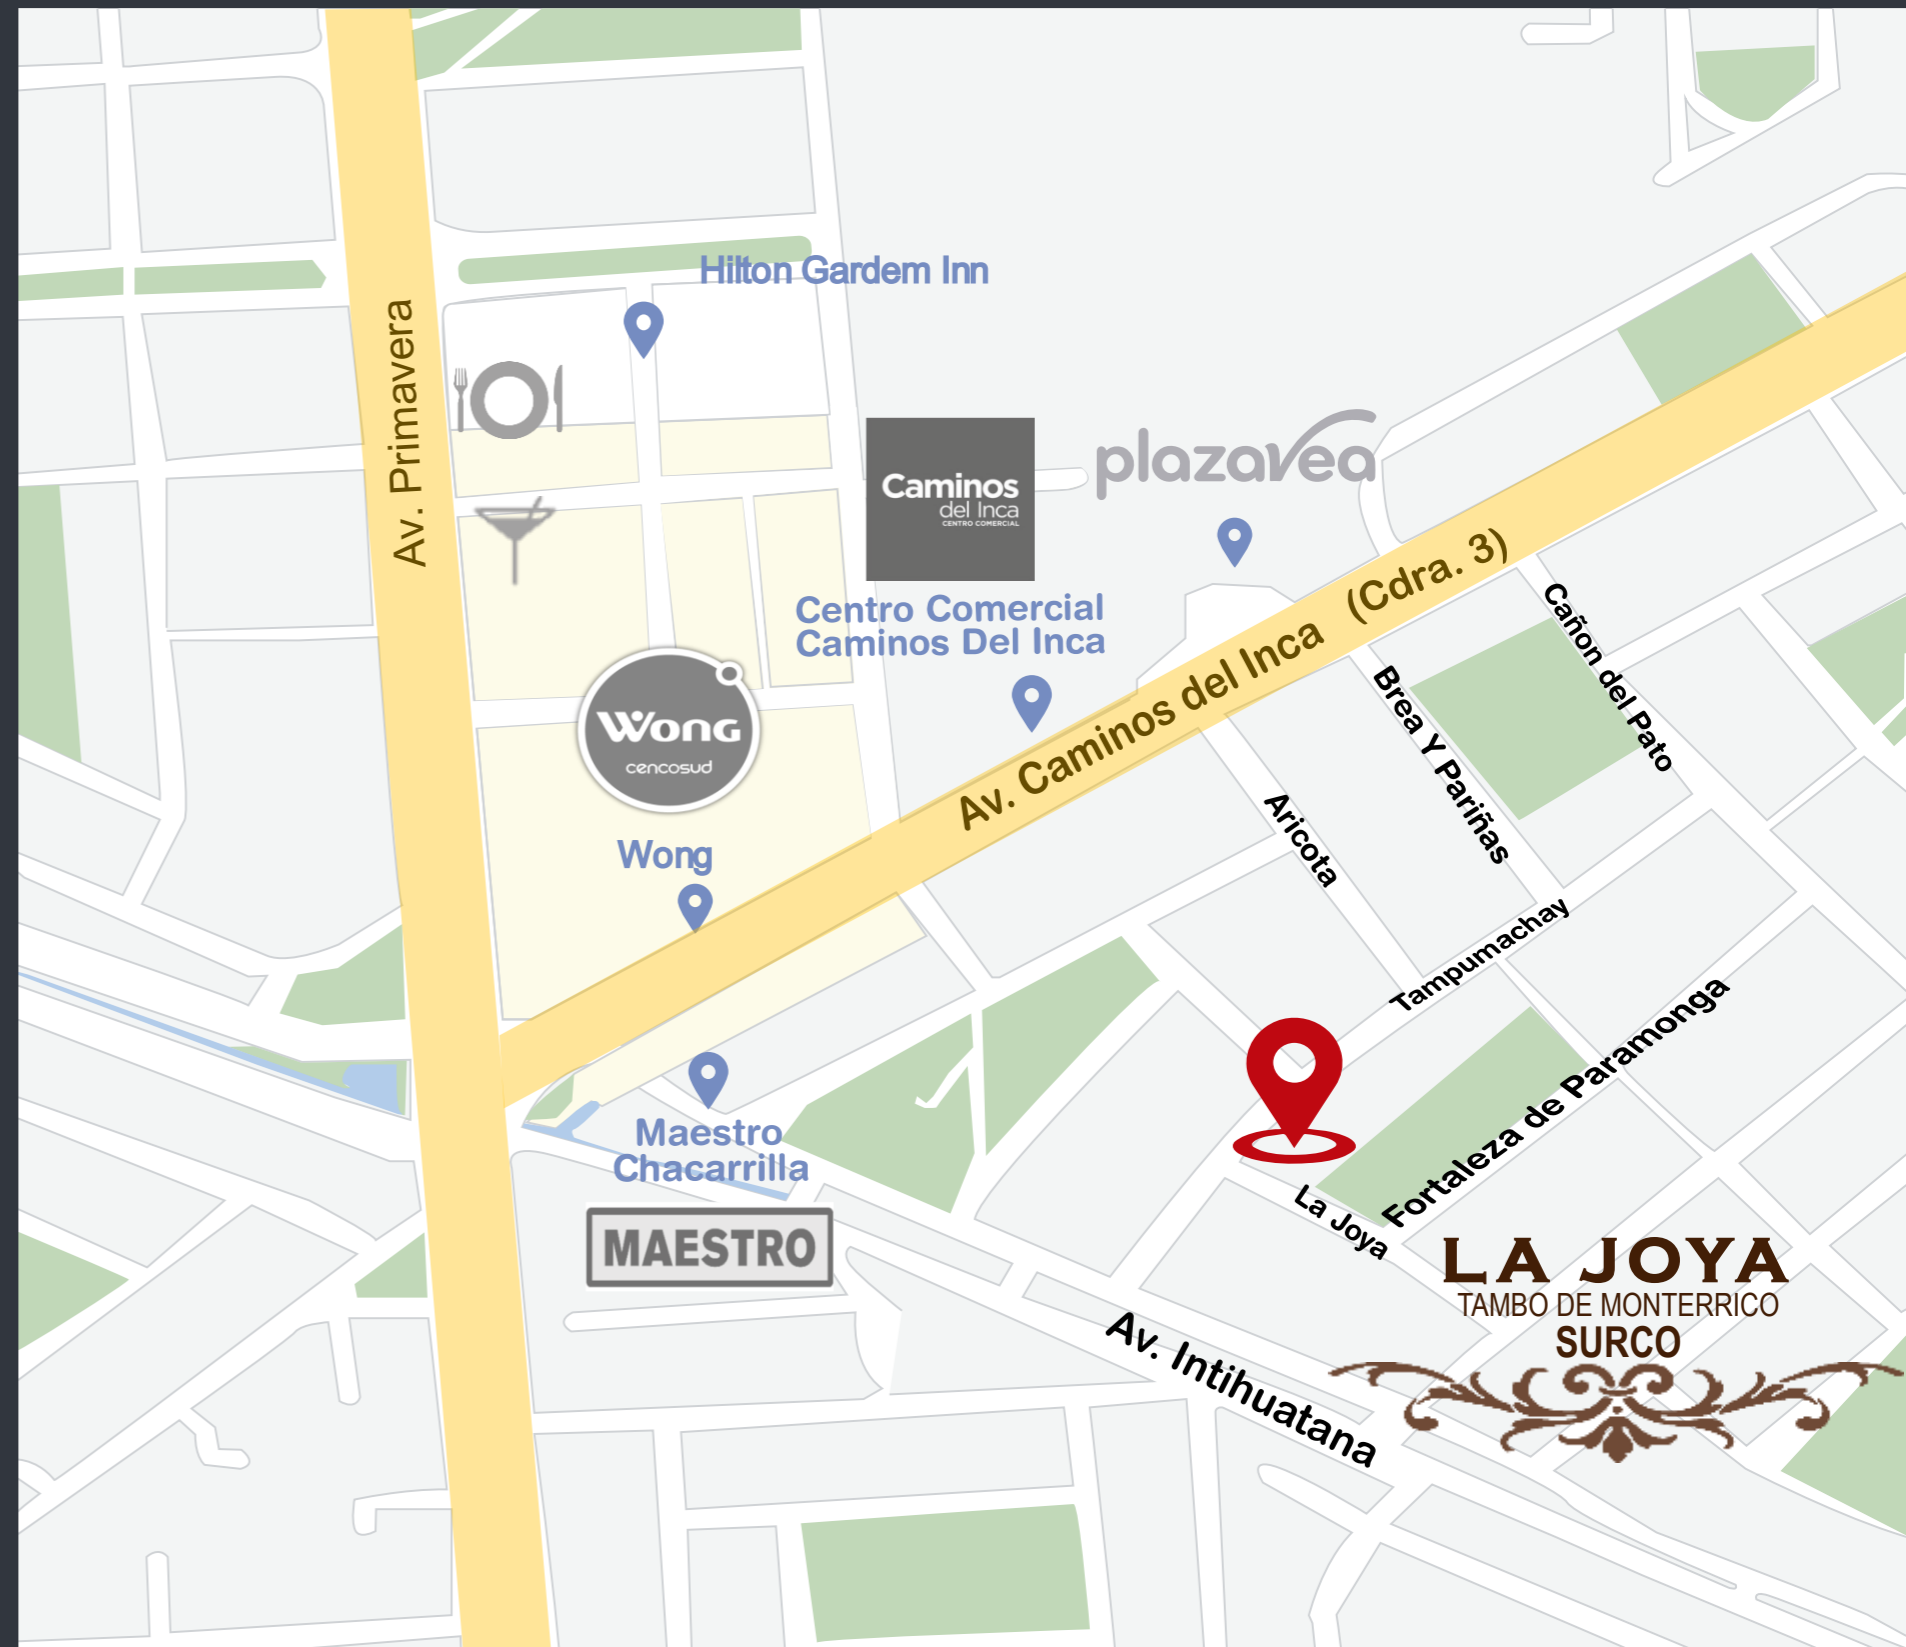 Hilton Gardem Inn
Av. Primavera
plazavea
Caminos
del Inca
CENTRO COMERCIAL
Centro Comercial
Caminos Del Inca
Av. Caminos del Inca (Cdra. 3)
Cañon del Pato
Brea Y Pariñas
Wong
cencosud
Wong
Aricota
Tampumachay
Fortaleza de Paramonga
Maestro
Chacarrilla
MAESTRO
La Joya
LA JOYA
TAMBO DE MONTERRICO
SURCO
Av. Intihuatana